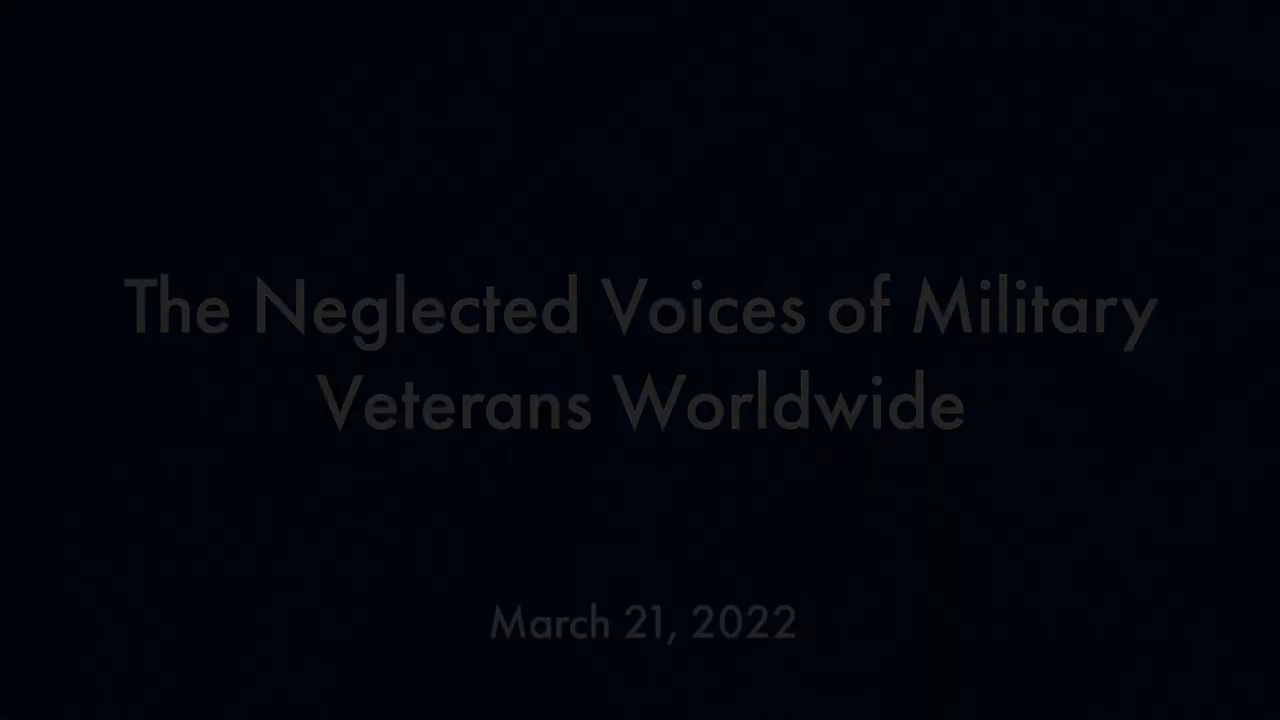 The Neglected Voices of Military
Veterans Worldwide
March 21, 2022